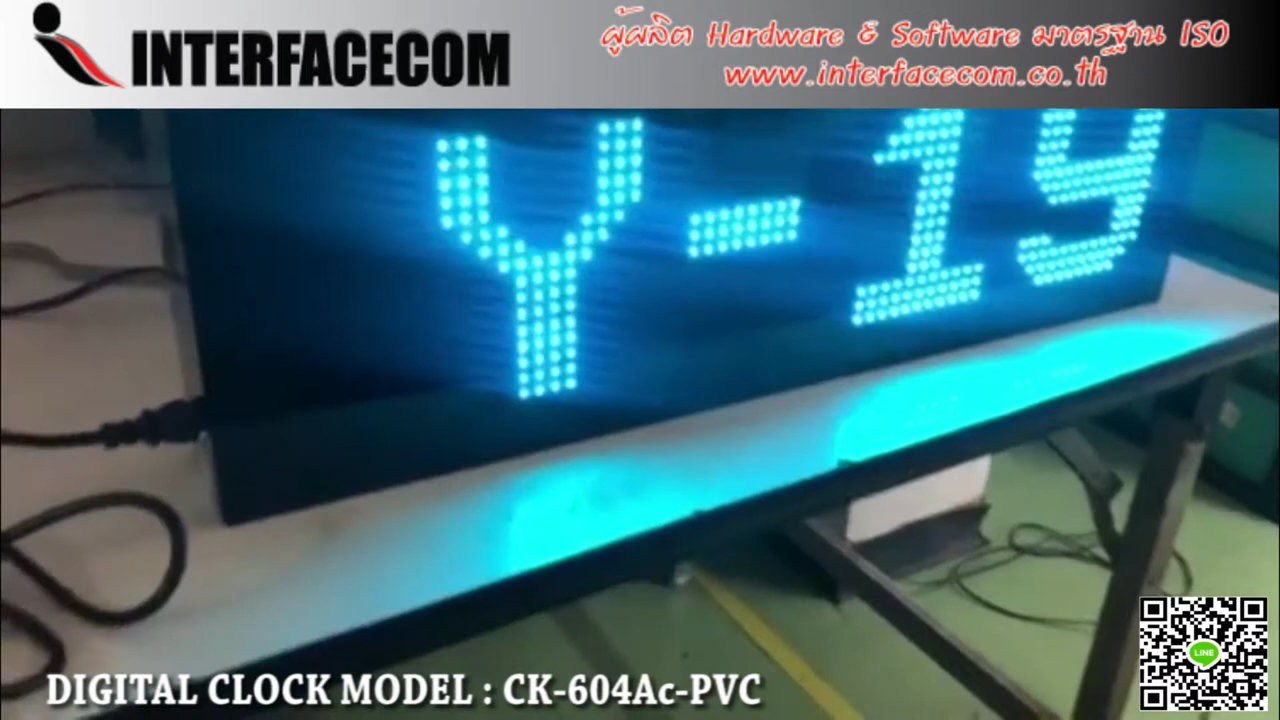 INTERFACECOM
ผู้ผลิต Hardware & Software มาตรฐาน ISO
www.interfacecom.co.th
Y-19
DIGITAL CLOCK MODEL : CK-604Ac-PVC
LINE